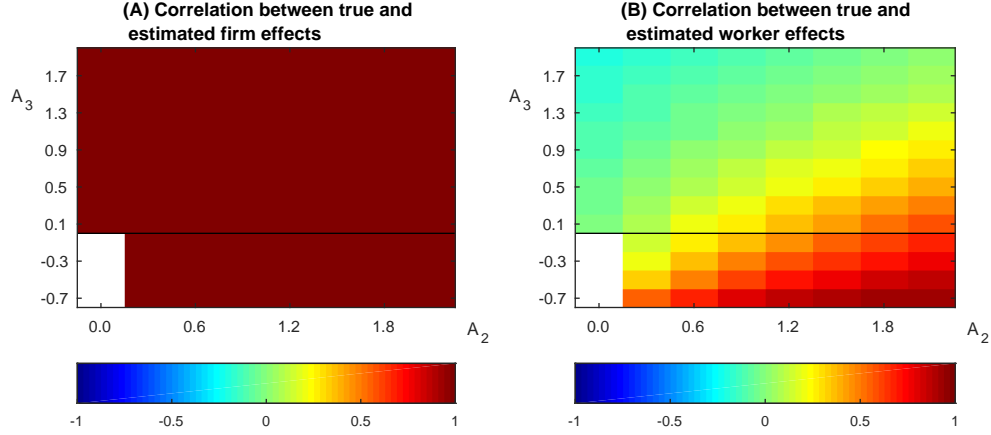 (A) Correlation between true and
estimated firm effects
A3
1.7
1.3
0.9
0.5
0.1
-0.3
-0.7
0.0 0.6 1.2 1.8
A2
-1 -0.5 0 0.5 1
(B) Correlation between true and
estimated worker effects
A3
1.7
1.3
0.9
0.5
0.1
-0.3
-0.7
0.0 0.6 1.2 1.8
A2
-1 -0.5 0 0.5 1